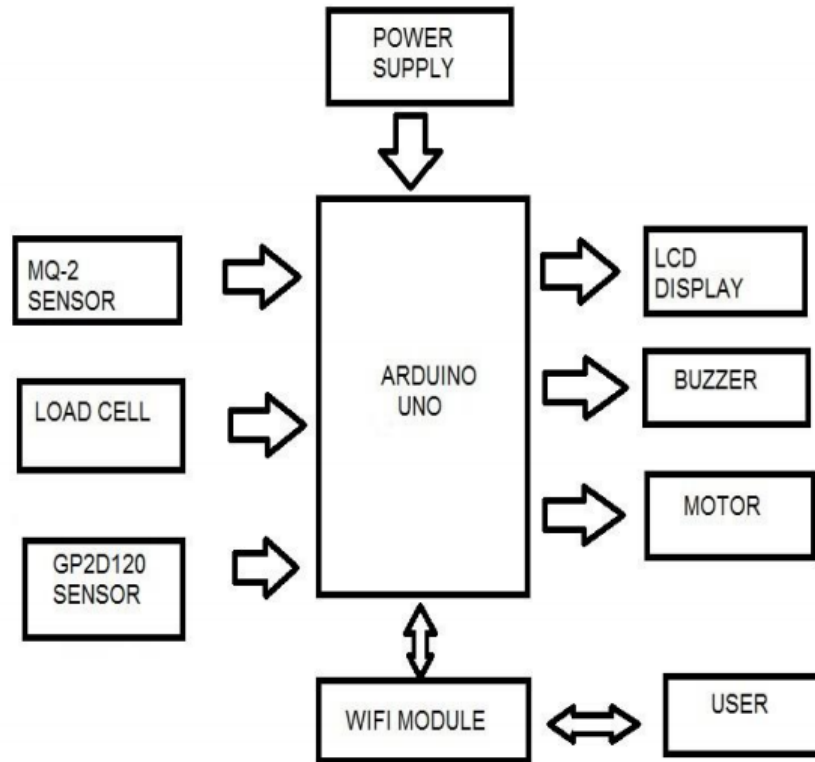 POWER
SUPPLY
MQ-2
SENSOR
LOAD CELL
GP2D120
SENSOR
ARDUINO
UNO
LCD
DISPLAY
BUZZER
MOTOR
WIFI MODULE
USER